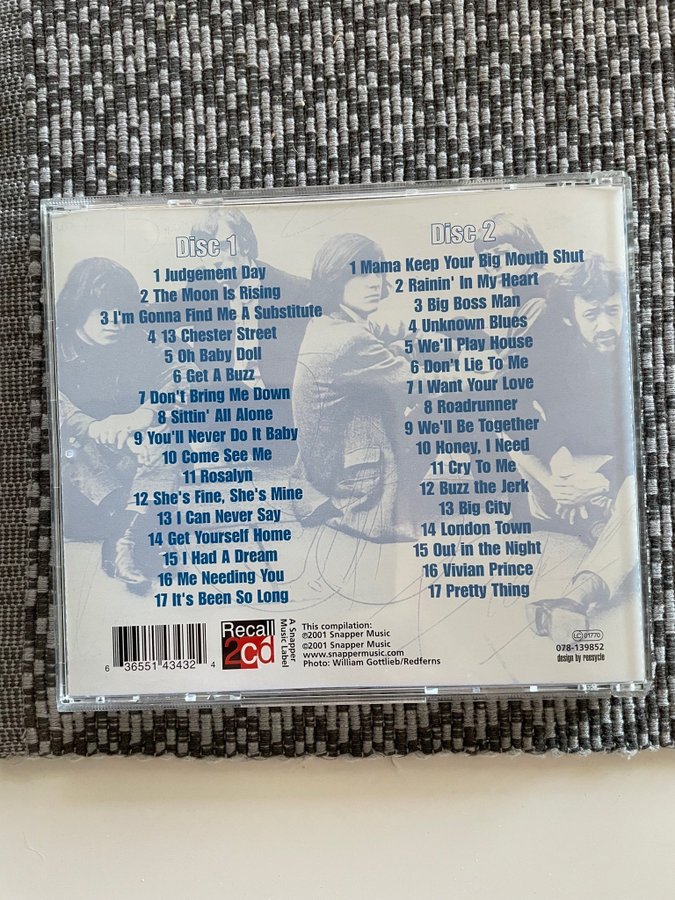 Disc 1
1 Judgement Day
2 The Moon Is Rising
3 I'm Gonna Find Me A Substitute
4 13 Chester Street
5 Oh Baby Doll
6 Get A Buzz
7 Don't Bring Me Down
8 Sittin' All Alone
9 You'll Never Do It Baby
10 Come See Me
11 Rosalyn
12 She's Fine, She's Mine
13 I Can Never Say
14 Get Yourself Home
15 I Had A Dream
16 Me Needing You
17 It's Been So Long
Disc 2
1 Mama Keep Your Big Mouth Shut
2 Rainin' In My Heart
3 Big Boss Man
4 Unknown Blues
5 We'll Play House
6 Don't Lie To Me
7 I Want Your Love
8 Roadrunner
9 We'll Be Together
10 Honey, I Need
11 Cry To Me
12 Buzz the Jerk
13 Big City
14 London Town
15 Out in the Night
16 Vivian Prince
17 Pretty Thing
6 36551 43432 4
Recall
2cd
A Snapper
Music Label
This compilation:
℗2001 Snapper Music
©2001 Snapper Music
www.snappermusic.com
Photo: William Gottlieb/Redferns
LC 01770
078-139852
design by reesycle